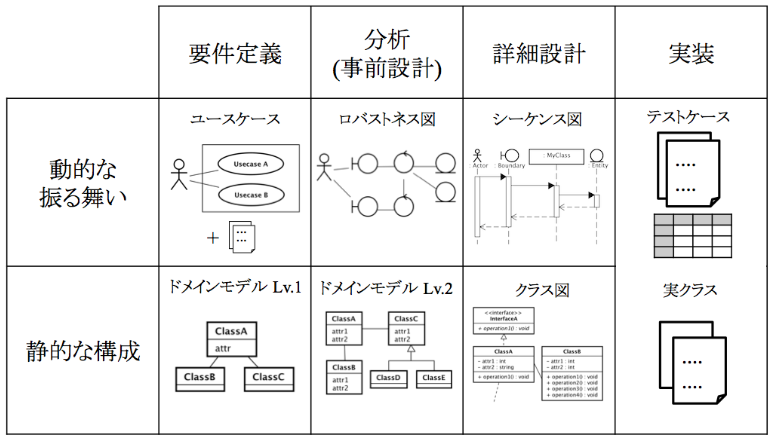 要件定義
分析
(事前設計)
詳細設計
実装
動的な
振る舞い
ユースケース
Usecase A
Usecase B
+
...
...
ロバストネス図
シーケンス図
: Actor
: Boundary
: MyClass
: Entity
テストケース
....
....
静的な構成
ドメインモデル Lv.1
ClassA
attr
ClassB
ClassC
ドメインモデル Lv.2
ClassA
attr1
attr2
ClassC
attr1
attr2
ClassB
attr1
attr2
ClassD
ClassE
クラス図
<<interface>>
InterfaceA
+ operation1() : void
ClassA
- attr1 : int
- attr2 : string
+ operation1() : void
ClassB
- attr1 : int
- attr2 : int
+ operation1() : void
+ operation2() : void
+ operation3() : void
+ operation4() : void
実クラス
....
....